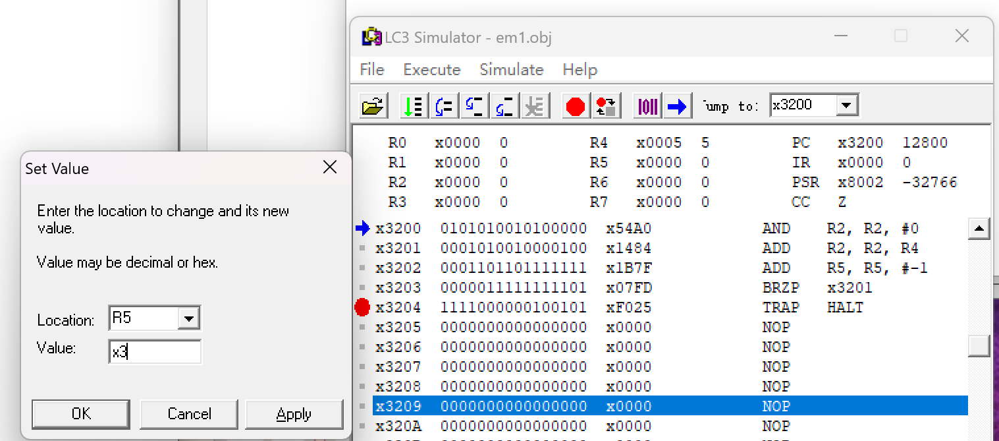 LC3 Simulator - em1.obj
File Execute Simulate Help
ump to: x3200
R0 x0000 0 R4 x0005 5 PC x3200 12800
R1 x0000 0 R5 x0000 0 IR x0000 0
R2 x0000 0 R6 x0000 0 PSR x8002 -32766
R3 x0000 0 R7 x0000 0 CC Z
x3200 0101010010100000 x54A0 AND R2, R2, #0
x3201 0001010010000100 x1484 ADD R2, R2, R4
x3202 0001101101111111 x1B7F ADD R5, R5, #-1
x3203 0000011111111101 x07FD BRZP x3201
x3204 1111000000100101 xF025 TRAP HALT
x3205 0000000000000000 x0000 NOP
x3206 0000000000000000 x0000 NOP
x3207 0000000000000000 x0000 NOP
x3208 0000000000000000 x0000 NOP
x3209 0000000000000000 x0000 NOP
x320A 0000000000000000 x0000 NOP
Set Value
Enter the location to change and its new
value.
Value may be decimal or hex.
Location: R5
Value: x3
OK Cancel Apply